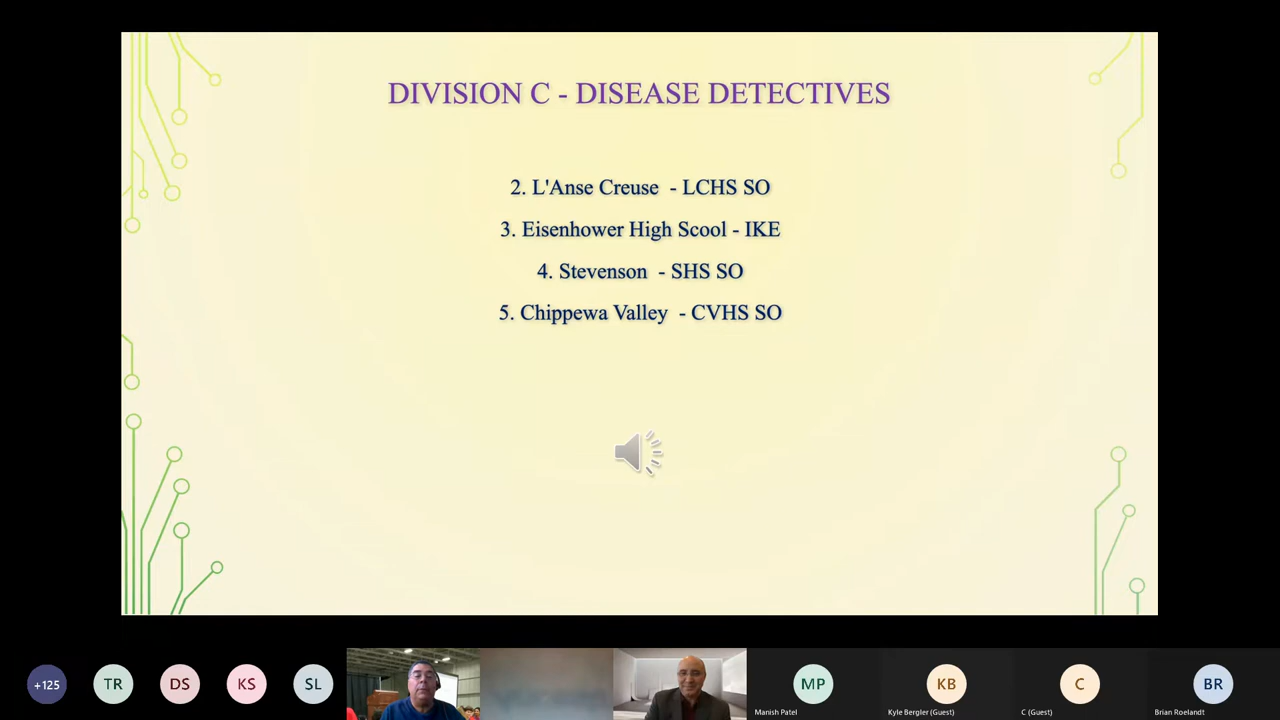 DIVISION C - DISEASE DETECTIVES
2. L'Anse Creuse - LCHS SO
3. Eisenhower High Scool - IKE
4. Stevenson - SHS SO
5. Chippewa Valley - CVHS SO
+125
TR
DS
KS
SL
MP
KB
C
BR
Manish Patel
Kyle Bergler (Guest)
C (Guest)
Brian Roelandt